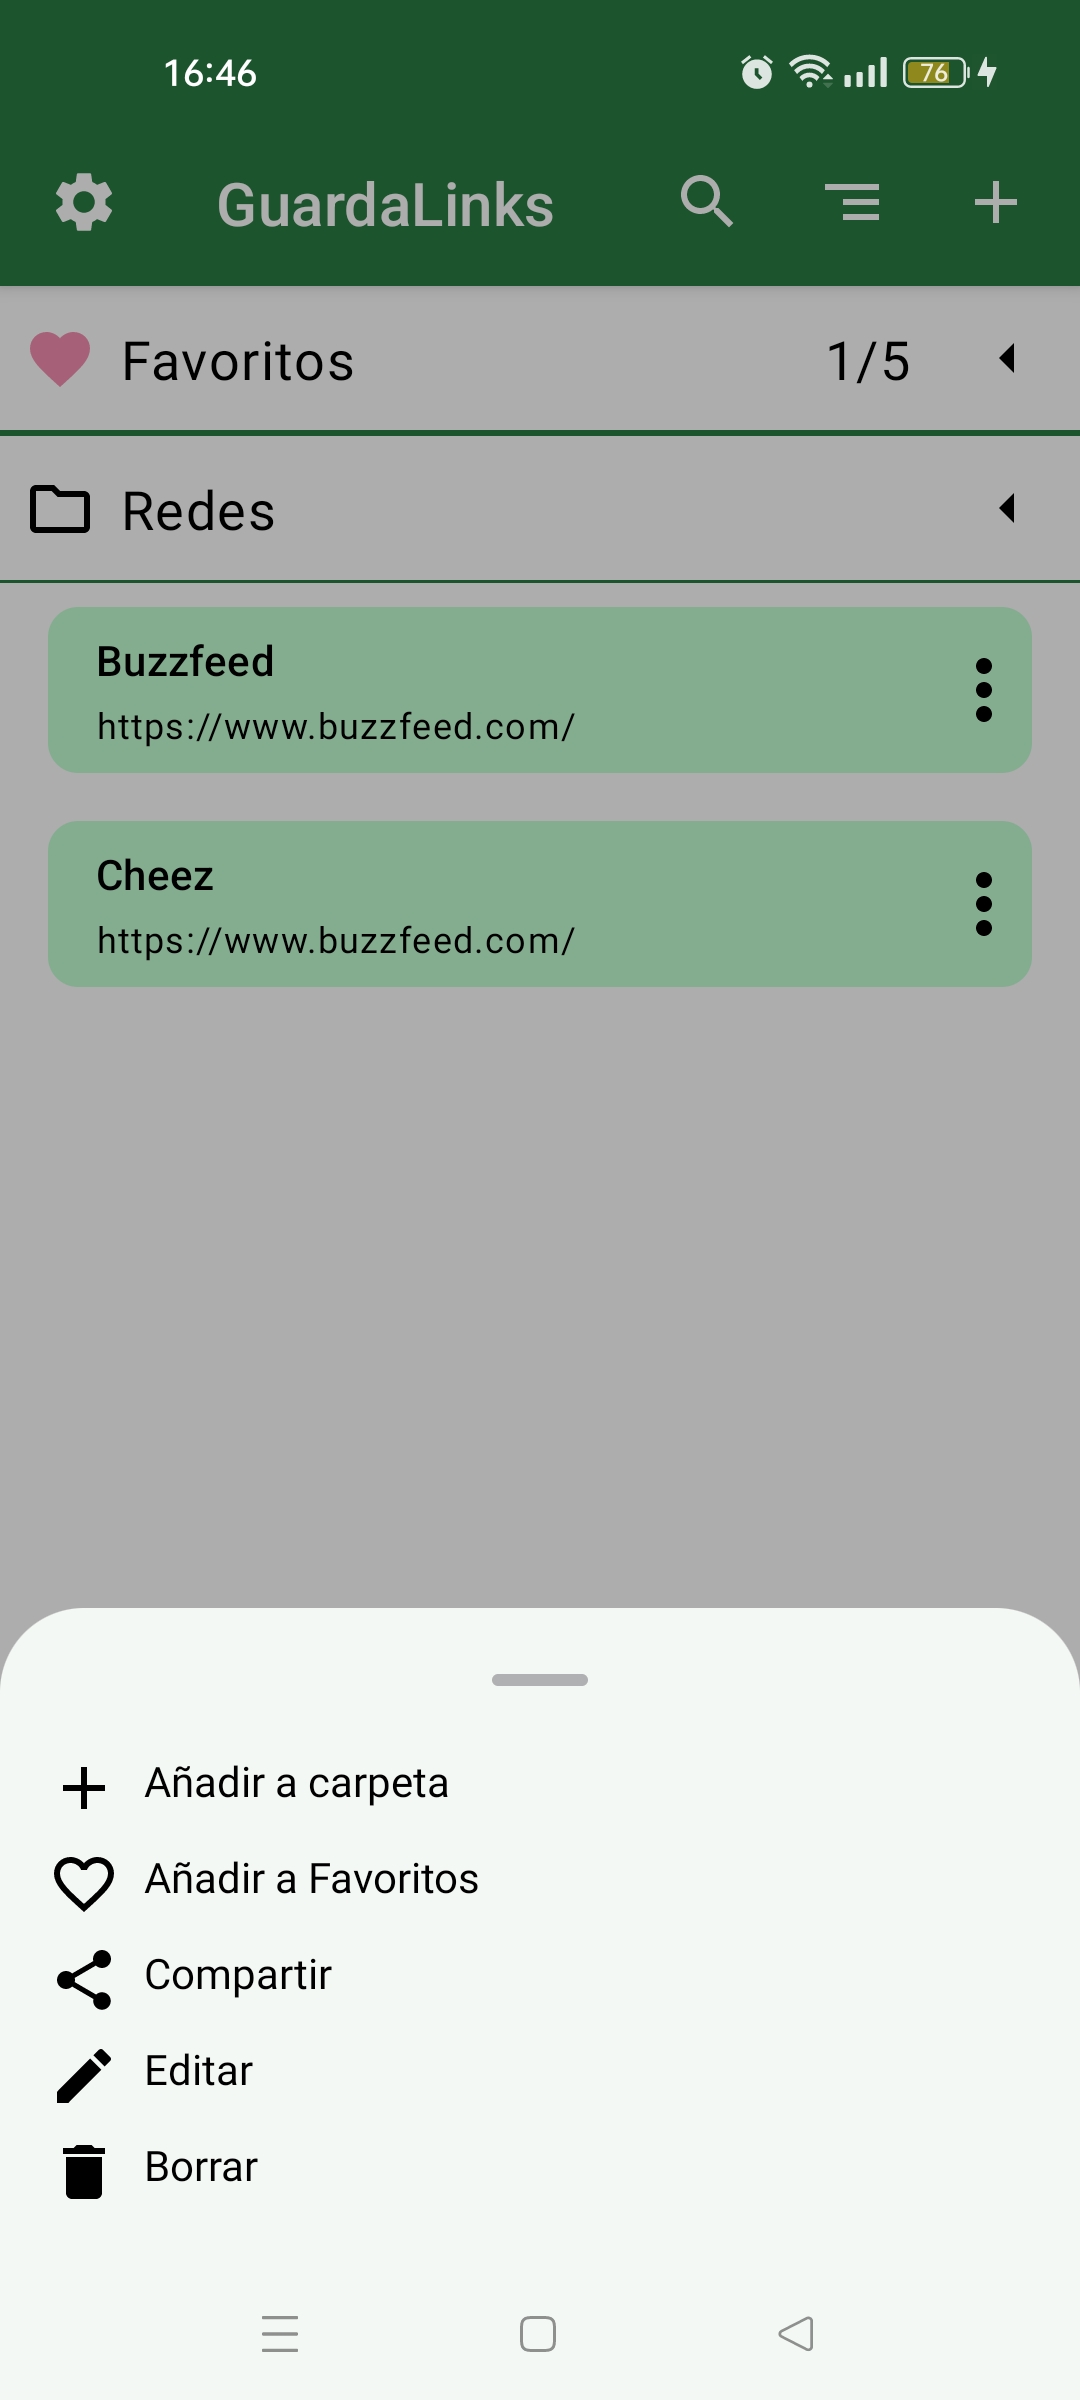 16:46
76
GuardaLinks
Favoritos 1/5
Redes
Buzzfeed
https://www.buzzfeed.com/
Cheez
https://www.buzzfeed.com/
Añadir a carpeta
Añadir a Favoritos
Compartir
Editar
Borrar